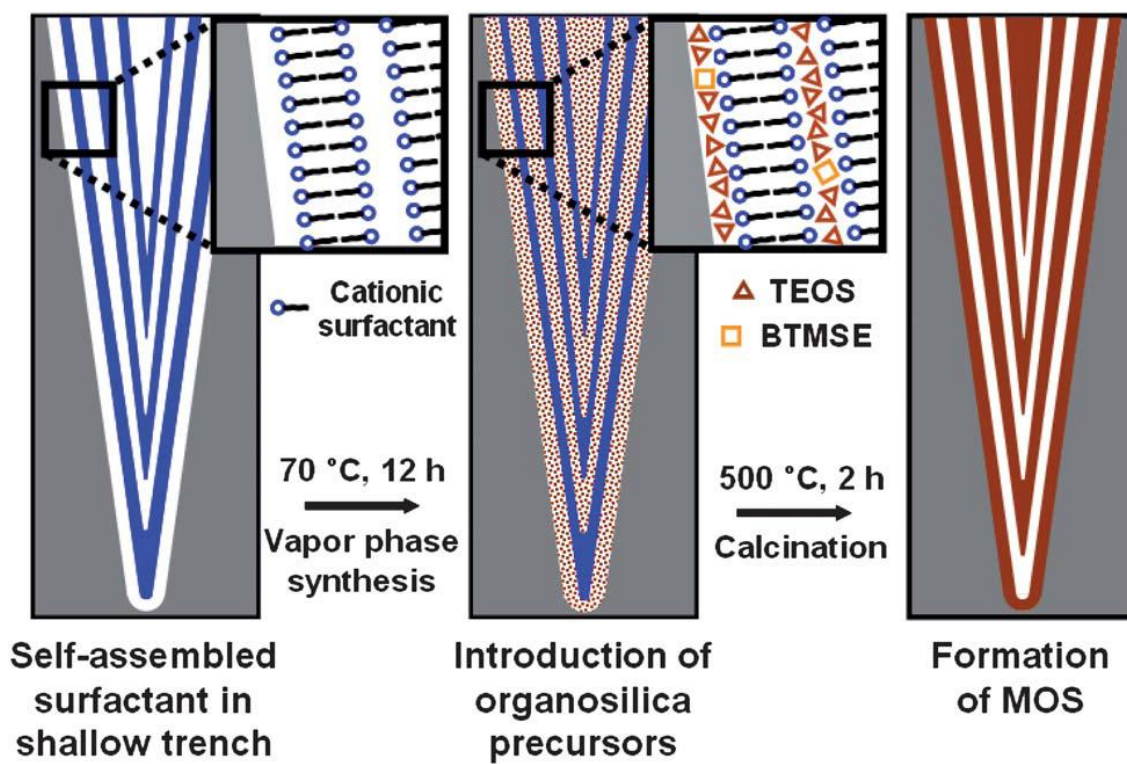 Cationic
surfactant
TEOS
BTMSE
70 °C, 12 h
Vapor phase
synthesis
500 °C, 2 h
Calcination
Self-assembled
surfactant in
shallow trench
Introduction of
organosilica
precursors
Formation
of MOS